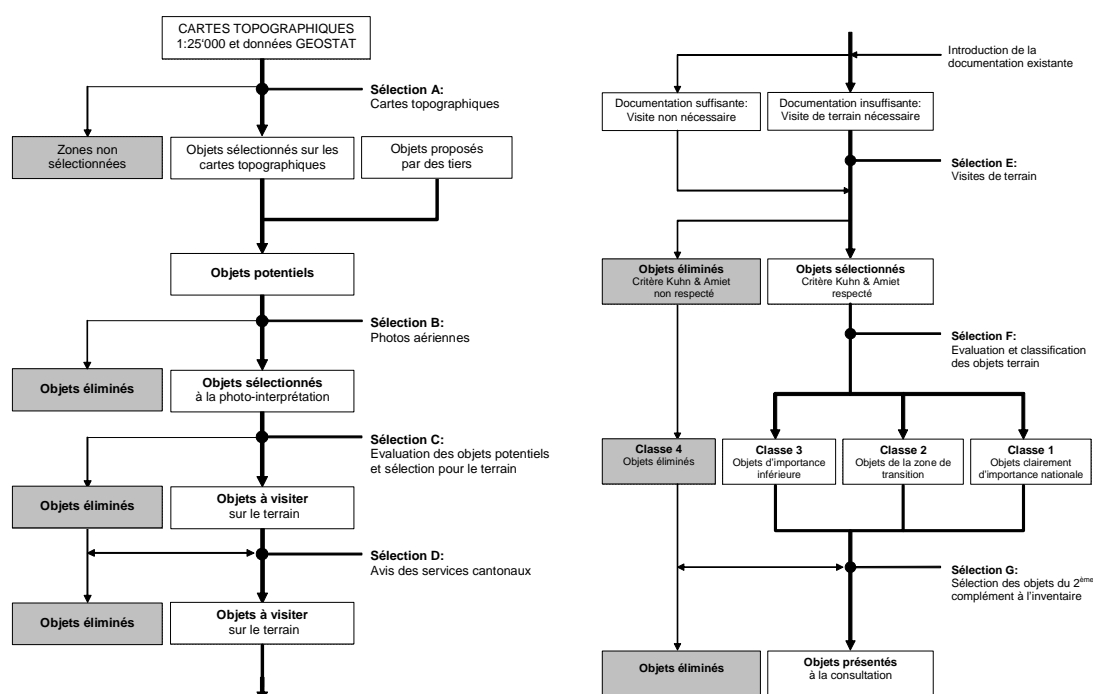 CARTES TOPOGRAPHIQUES
1:25'000 et données GEOSTAT
Sélection A:
Cartes topographiques
Zones non
sélectionnées
Objets sélectionnés sur les
cartes topographiques
Objets proposés
par des tiers
Objets potentiels
Sélection B:
Photos aériennes
Objets éliminés
Objets sélectionnés
à la photo-interprétation
Sélection C:
Evaluation des objets potentiels
et sélection pour le terrain
Objets éliminés
Objets à visiter
sur le terrain
Sélection D:
Avis des services cantonaux
Objets éliminés
Objets à visiter
sur le terrain
Introduction de la
documentation existante
Documentation suffisante:
Visite non nécessaire
Documentation insuffisante:
Visite de terrain nécessaire
Sélection E:
Visites de terrain
Objets éliminés
Critère Kuhn & Amiet
non respecté
Objets sélectionnés
Critère Kuhn & Amiet
respecté
Sélection F:
Evaluation et classification
des objets terrain
Classe 4
Objets éliminés
Classe 3
Objets d'importance
inférieure
Classe 2
Objets de la zone de
transition
Classe 1
Objets clairement
d'importance nationale
Sélection G:
Sélection des objets du 2ème
complément à l'inventaire
Objets éliminés
Objets présentés
à la consultation